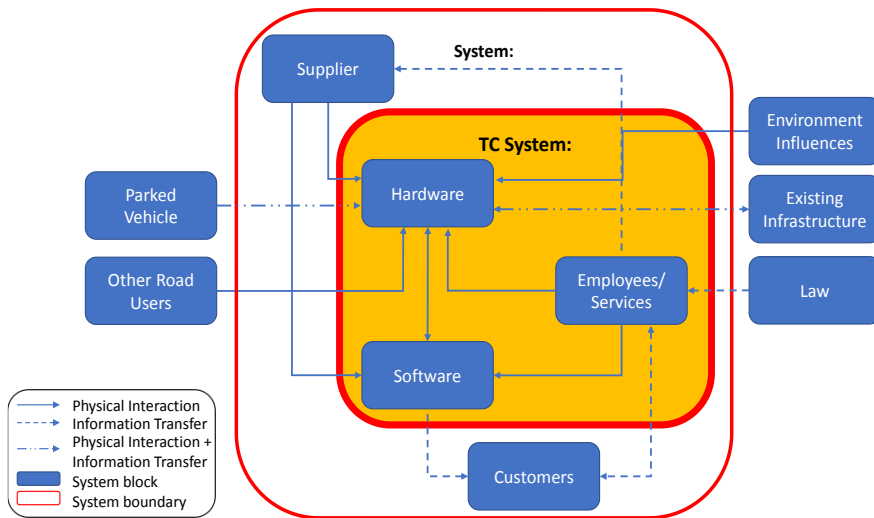 System:
Supplier
TC System:
Environment
Influences
Hardware
Parked
Vehicle
Existing
Infrastructure
Other Road
Users
Employees/
Services
Law
Software
Customers
Physical Interaction
Information Transfer
Physical Interaction +
Information Transfer
System block
System boundary